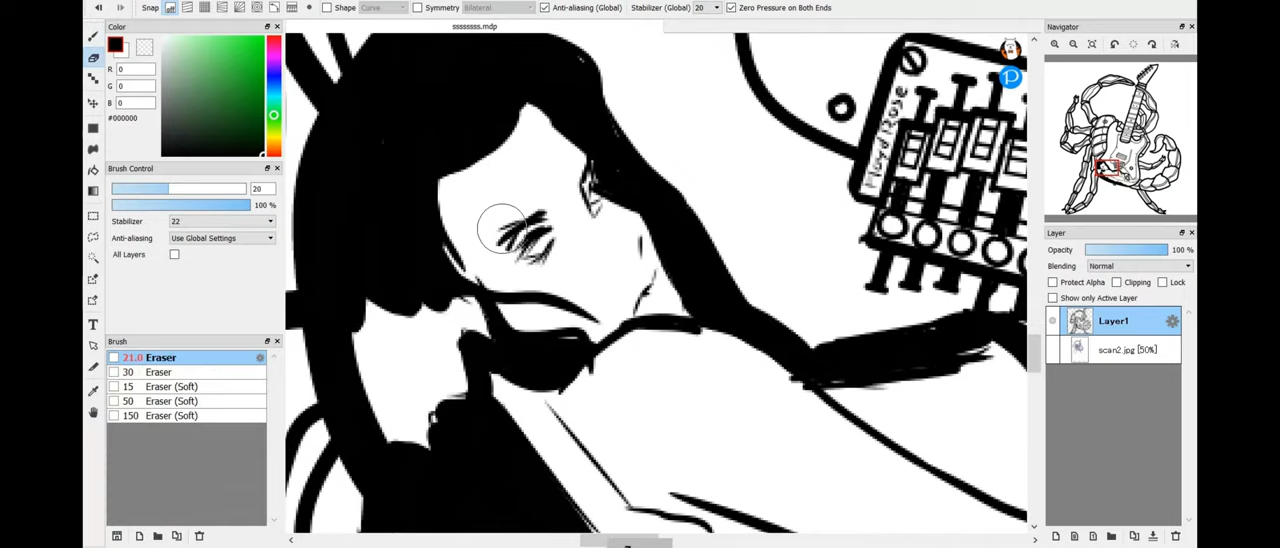 Snap
Shape
Curve
Symmetry
Bilateral
Anti-aliasing (Global)
Stabilizer (Global)
20
Zero Pressure on Both Ends
Color
ssssssss.mdp
Navigator
R 0
G 0
B 0
#000000
Brush Control
20
100 %
Stabilizer 22
Anti-aliasing Use Global Settings
All Layers
Floyd Rose
Layer
Opacity 100 %
Blending Normal
Protect Alpha
Clipping
Lock
Show only Active Layer
Layer1
scan2.jpg [50%]
Brush
21.0 Eraser
30 Eraser
15 Eraser (Soft)
50 Eraser (Soft)
150 Eraser (Soft)
T
P